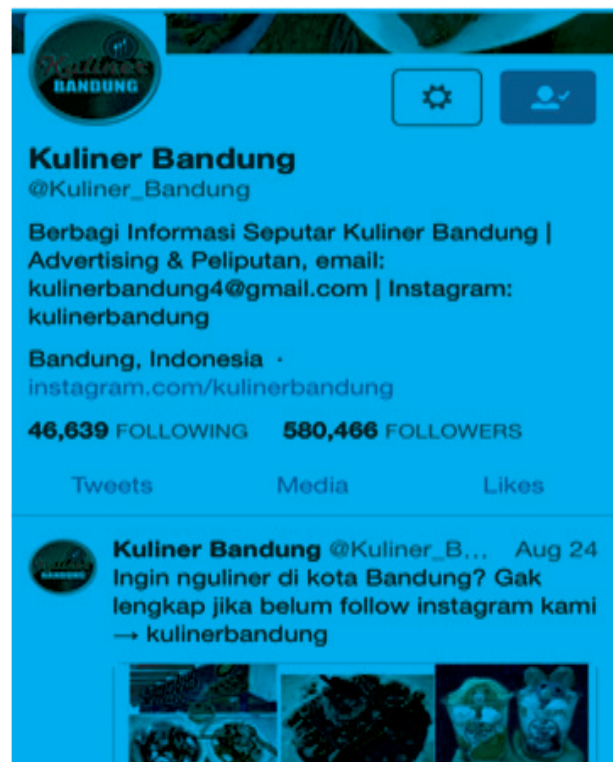 Kuliner
BANDUNG
Kuliner Bandung
@Kuliner_Bandung
Berbagi Informasi Seputar Kuliner Bandung |
Advertising & Peliputan, email:
kulinerbandung4@gmail.com | Instagram:
kulinerbandung
Bandung, Indonesia ·
instagram.com/kulinerbandung
46,639 FOLLOWING 580,466 FOLLOWERS
Tweets Media Likes
Kuliner Bandung @Kuliner_B... Aug 24
Ingin nguliner di kota Bandung? Gak
lengkap jika belum follow instagram kami
→ kulinerbandung